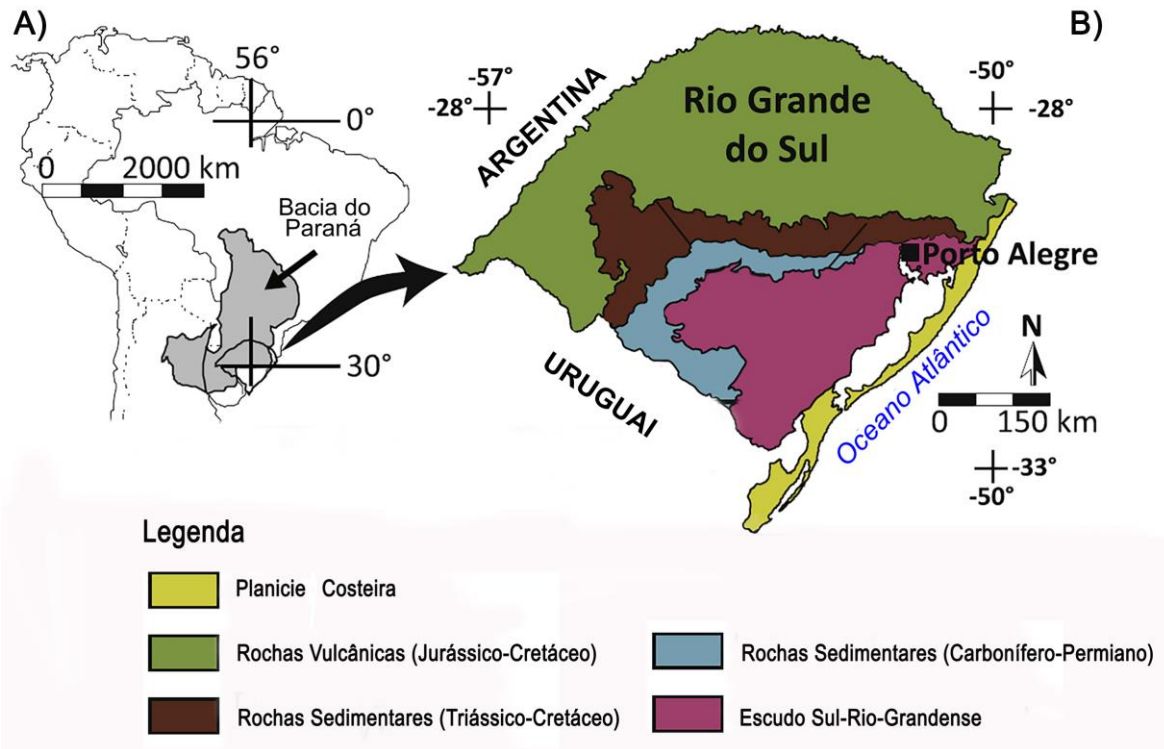 A)
56°
0°
0 2000 km
Bacia do
Paraná
30°
B)
-57°
-28°
-50°
-28°
ARGENTINA
Rio Grande
do Sul
Porto Alegre
URUGUAI
Oceano Atlântico
N
0 150 km
-33°
-50°
Legenda
Planicie Costeira
Rochas Vulcânicas (Jurássico-Cretáceo)
Rochas Sedimentares (Triássico-Cretáceo)
Rochas Sedimentares (Carbonífero-Permiano)
Escudo Sul-Rio-Grandense